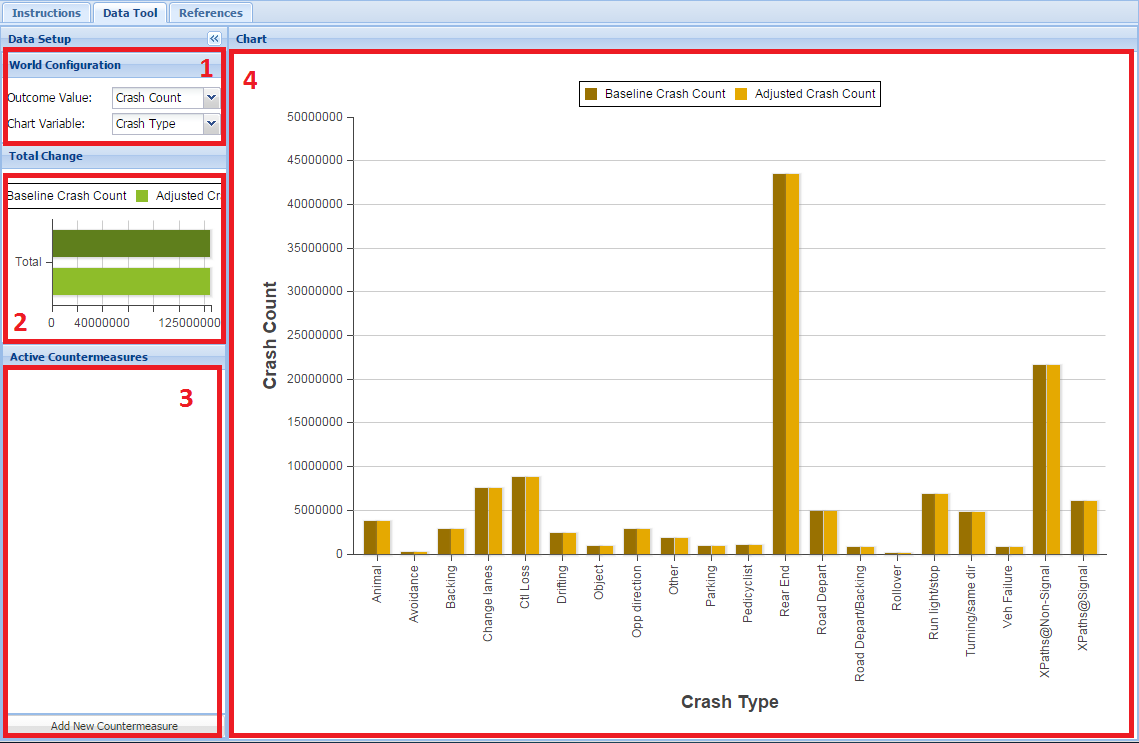 Instructions Data Tool References
Data Setup
World Configuration 1
Outcome Value: Crash Count
Chart Variable: Crash Type
Total Change
Baseline Crash Count Adjusted Cr
Total
0 40000000 125000000
2
Active Countermeasures
3
Add New Countermeasure
Chart
4
Baseline Crash Count Adjusted Crash Count
50000000
45000000
40000000
35000000
30000000
25000000
20000000
15000000
10000000
5000000
0
Crash Count
Animal
Avoidance
Backing
Change lanes
Ctl Loss
Drifting
Object
Opp direction
Other
Parking
Pedicyclist
Rear End
Road Depart
Road Depart/Backing
Rollover
Run light/stop
Turning/same dir
Veh Failure
XPaths@Non-Signal
XPaths@Signal
Crash Type